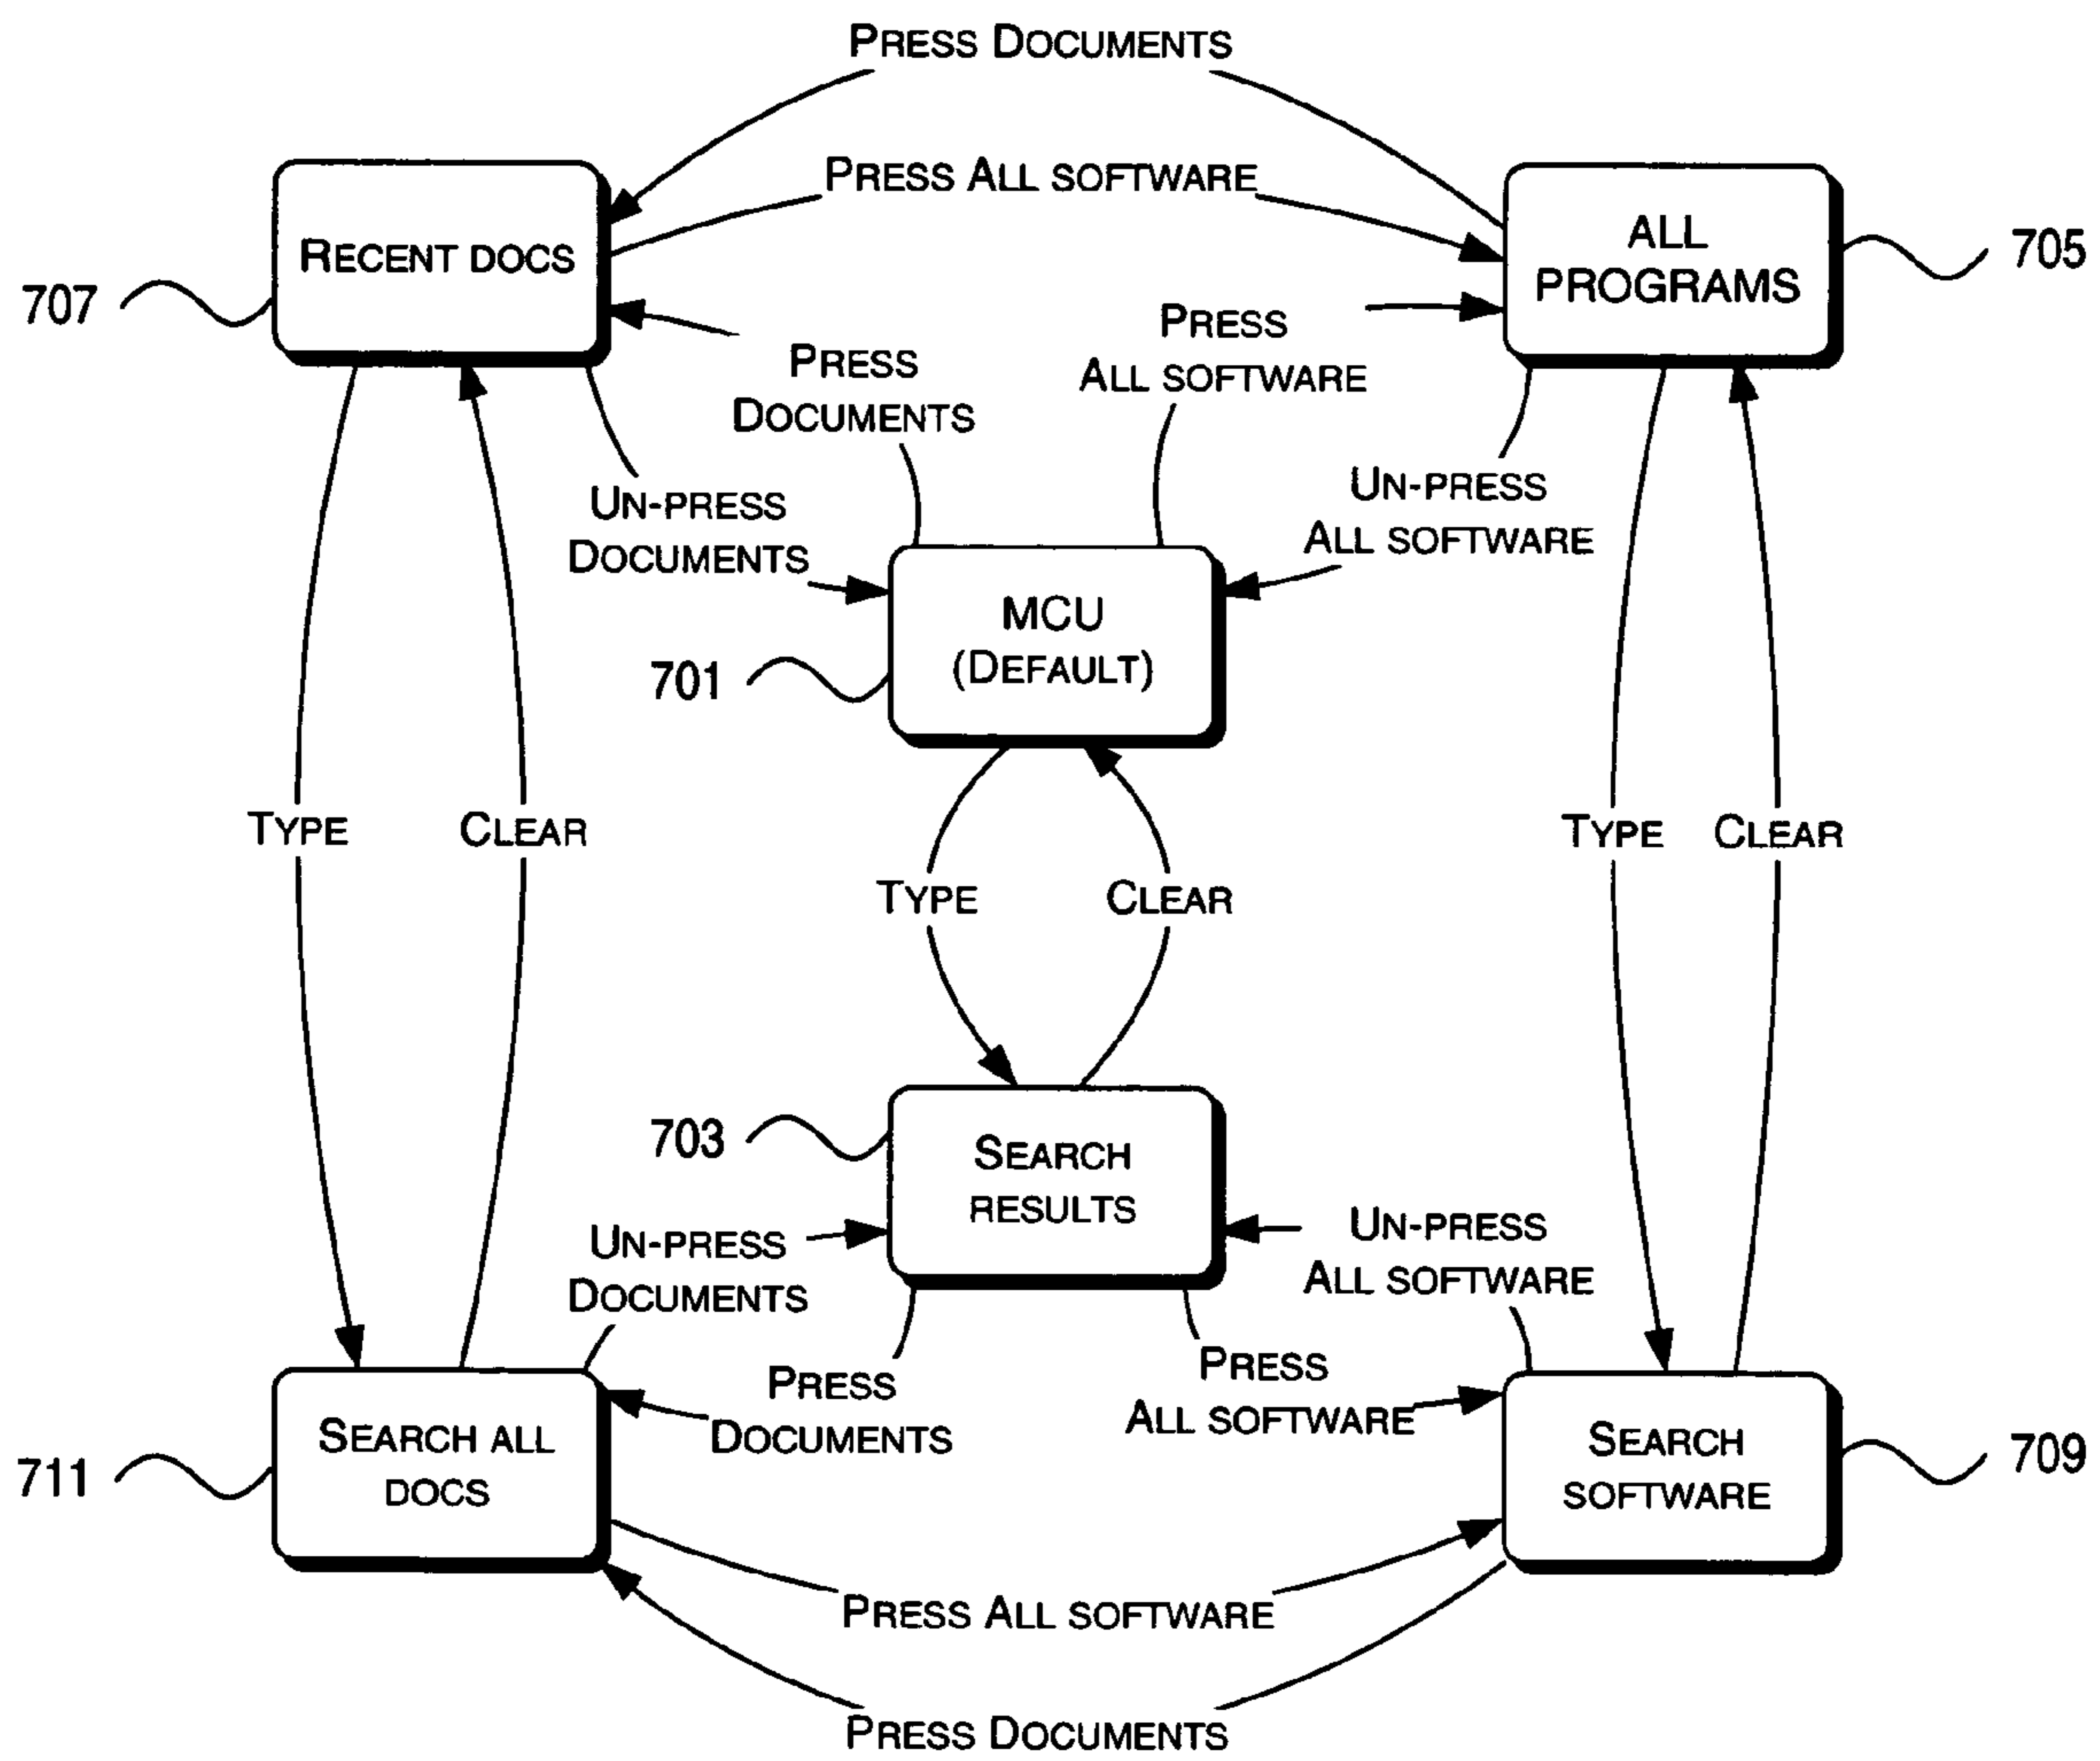 Press Documents
Press All software
Recent docs
All
programs
705
707
Press
All software
Press
Documents
Un-press
Documents
Un-press
All software
MCU
(Default)
701
Type
Clear
Type
Clear
Type
Clear
703
Search
results
Un-press
Documents
Un-press
All software
Press
Documents
Press
All software
Search all
docs
711
Search
software
709
Press All software
Press Documents